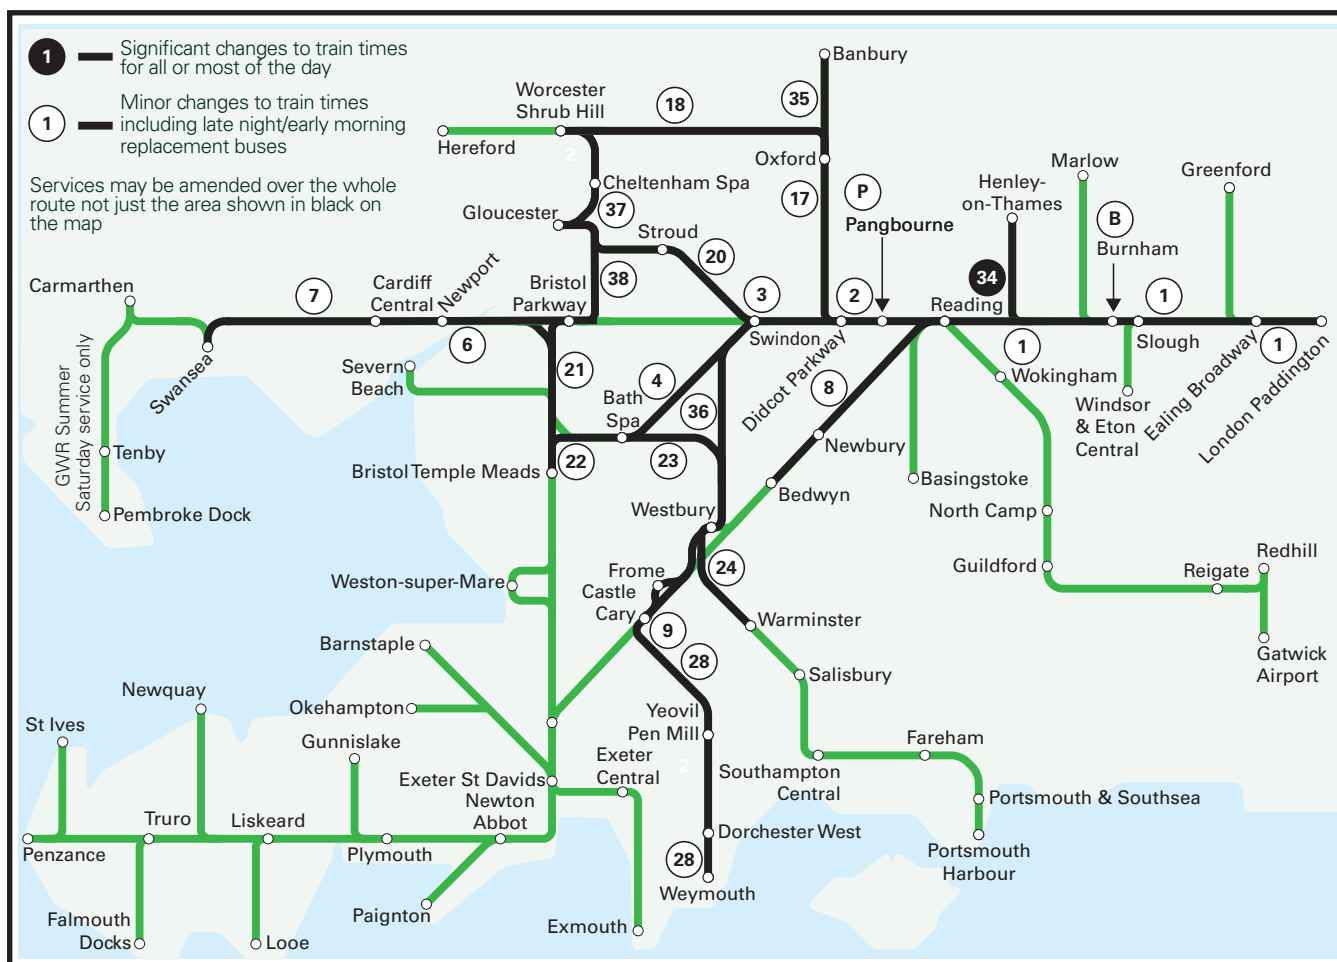 1
Significant changes to train times
for all or most of the day
1
Minor changes to train times
including late night/early morning
replacement buses
Services may be amended over the whole
route not just the area shown in black on
the map
Banbury
35
Worcester
Shrub Hill
18
Hereford
2
Oxford
Marlow
Greenford
Cheltenham Spa
P
Henley-
on-Thames
17
Gloucester
37
Pangbourne
B
Burnham
Stroud
20
Carmarthen
7
Cardiff
Central
Newport
Bristol
Parkway
38
3
2
Reading
34
1
6
Swindon
Didcot Parkway
1
Slough
Ealing Broadway
1
London Paddington
Swansea
Severn
Beach
21
4
Bath
Spa
36
8
Wokingham
Windsor
& Eton
Central
GWR Summer
Saturday service only
Tenby
22
23
Newbury
Bristol Temple Meads
Bedwyn
Basingstoke
Pembroke Dock
Westbury
North Camp
Weston-super-Mare
Frome
24
Guildford
Reigate
Redhill
Castle
Cary
9
Warminster
Barnstaple
28
Gatwick
Airport
Salisbury
Newquay
Okehampton
Yeovil
Pen Mill
St Ives
Gunnislake
Fareham
2
Exeter St Davids
Exeter
Central
Southampton
Central
Portsmouth & Southsea
Newton
Abbot
Truro
Liskeard
Dorchester West
Penzance
Plymouth
28
Portsmouth
Harbour
Weymouth
Falmouth
Docks
Looe
Paignton
Exmouth